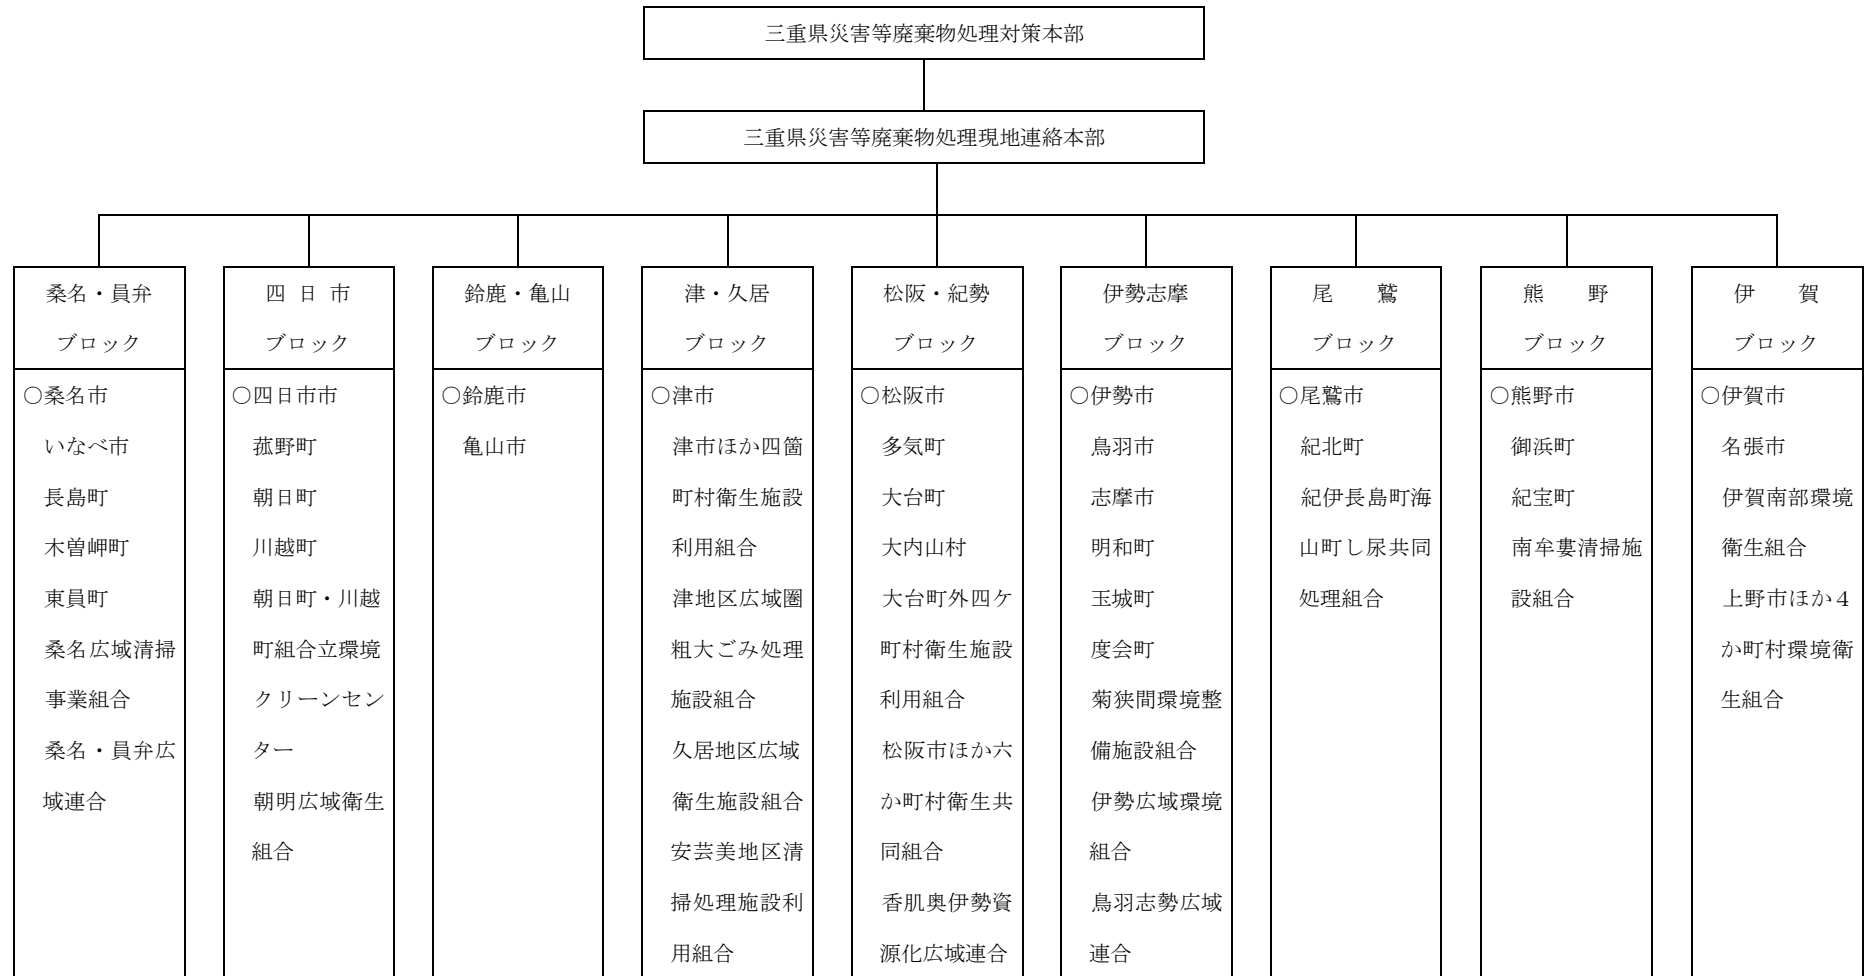 三重県災害等廃棄物処理対策本部
三重県災害等廃棄物処理現地連絡本部
桑名・員弁
ブロック
○桑名市
いなべ市
長島町
木曽岬町
東員町
桑名広域清掃
事業組合
桑名・員弁広
域連合
四日市
ブロック
○四日市市
菰野町
朝日町
川越町
朝日町・川越
町組合立環境
クリーンセン
ター
朝明広域衛生
組合
鈴鹿・亀山
ブロック
○鈴鹿市
亀山市
津・久居
ブロック
○津市
津市ほか四箇
町村衛生施設
利用組合
津地区広域圏
粗大ごみ処理
施設組合
久居地区広域
衛生施設組合
安芸美地区清
掃処理施設利
用組合
松阪・紀勢
ブロック
○松阪市
多気町
大台町
大内山村
大台町外四ケ
町村衛生施設
利用組合
松阪市ほか六
か町村衛生共
同組合
香肌奥伊勢資
源化広域連合
伊勢志摩
ブロック
○伊勢市
鳥羽市
志摩市
明和町
玉城町
度会町
菊狭間環境整
備施設組合
伊勢広域環境
組合
鳥羽志勢広域
連合
尾鷲
ブロック
○尾鷲市
紀北町
紀伊長島町海
山町し尿共同
処理組合
熊野
ブロック
○熊野市
御浜町
紀宝町
南牟婁清掃施
設組合
伊賀
ブロック
○伊賀市
名張市
伊賀南部環境
衛生組合
上野市ほか４
か町村環境衛
生組合